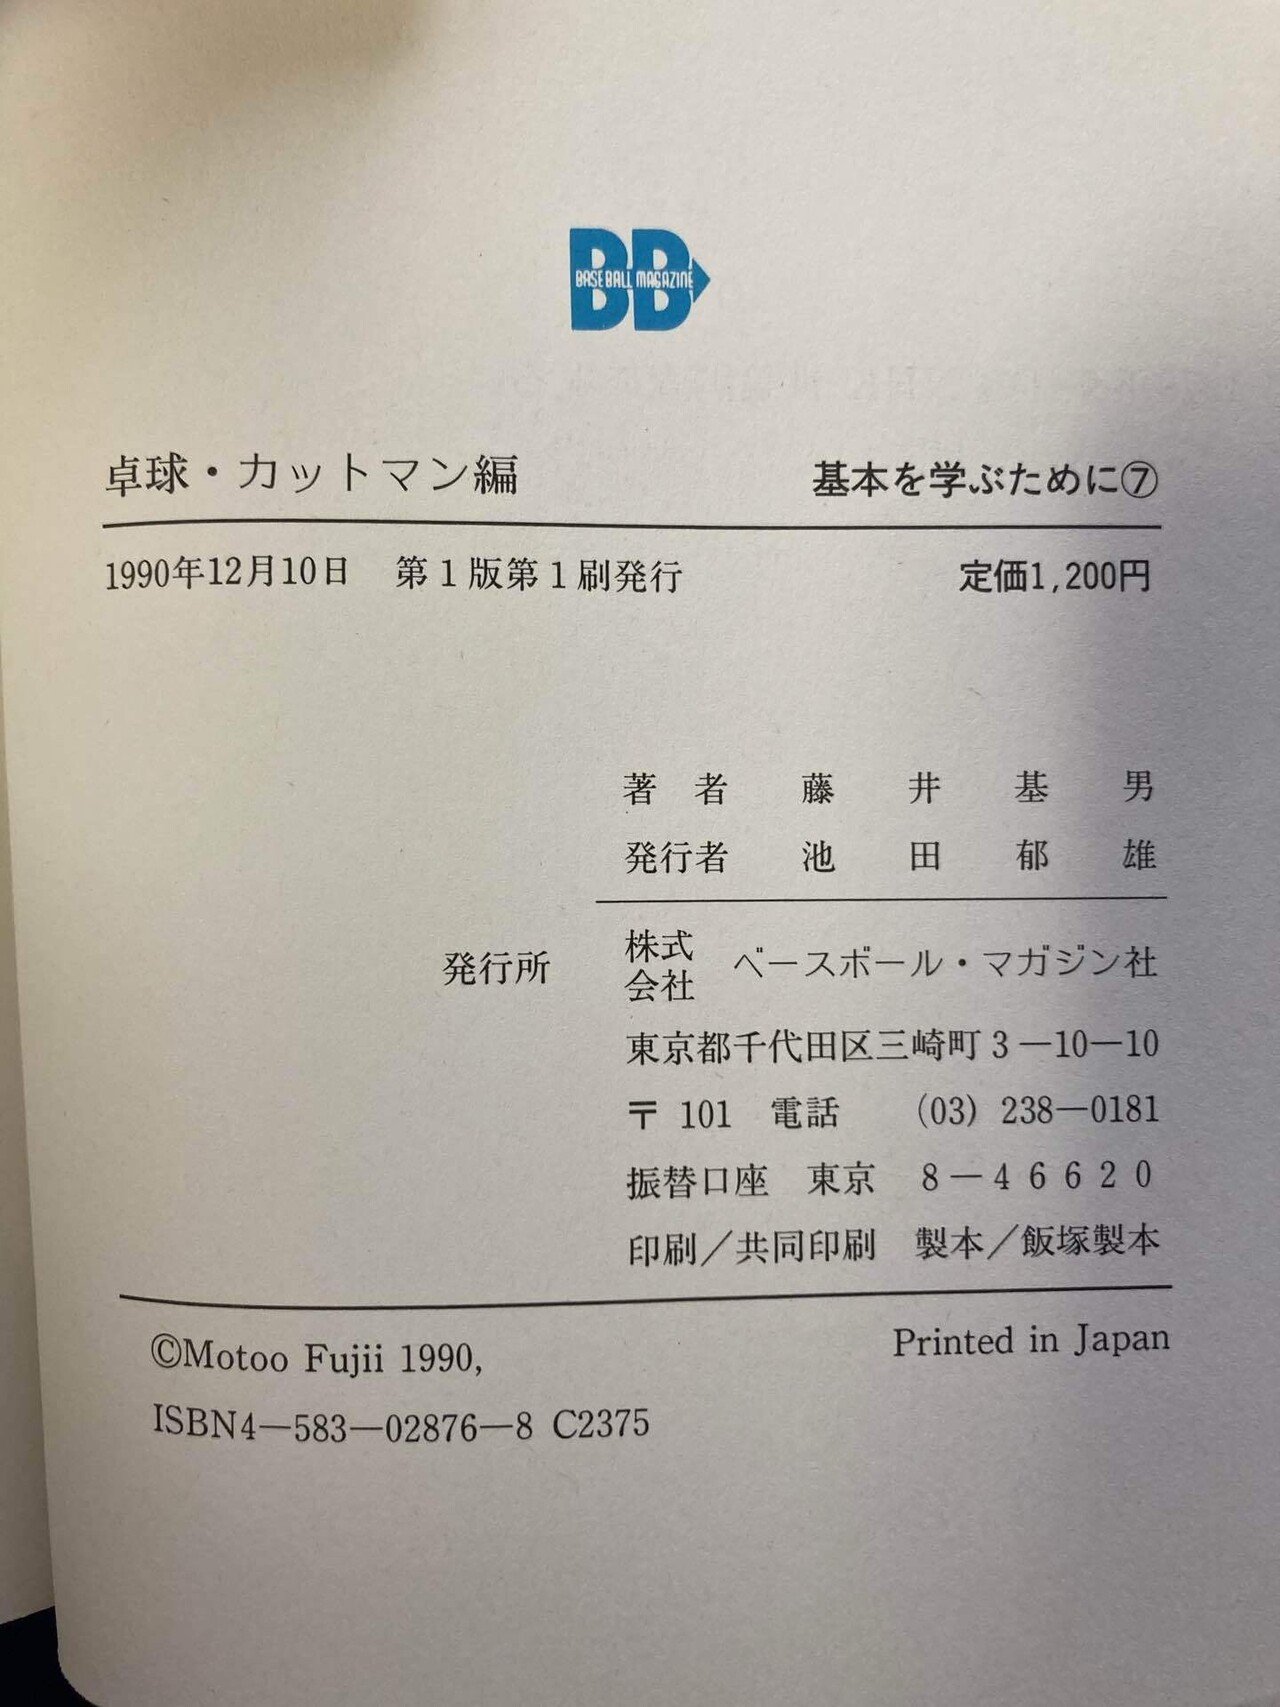 BB
BASEBALL MAGAZINE
卓球・カットマン編 基本を学ぶために⑦
1990年12月10日 第1版第1刷発行 定価1,200円
著者 藤井基男
発行者 池田郁雄
発行所 株式会社 ベースボール・マガジン社
東京都千代田区三崎町3―10―10
〒101 電話 (03) 238―0181
振替口座 東京 8―46620
印刷／共同印刷 製本／飯塚製本
©Motoo Fujii 1990, Printed in Japan
ISBN4―583―02876―8 C2375